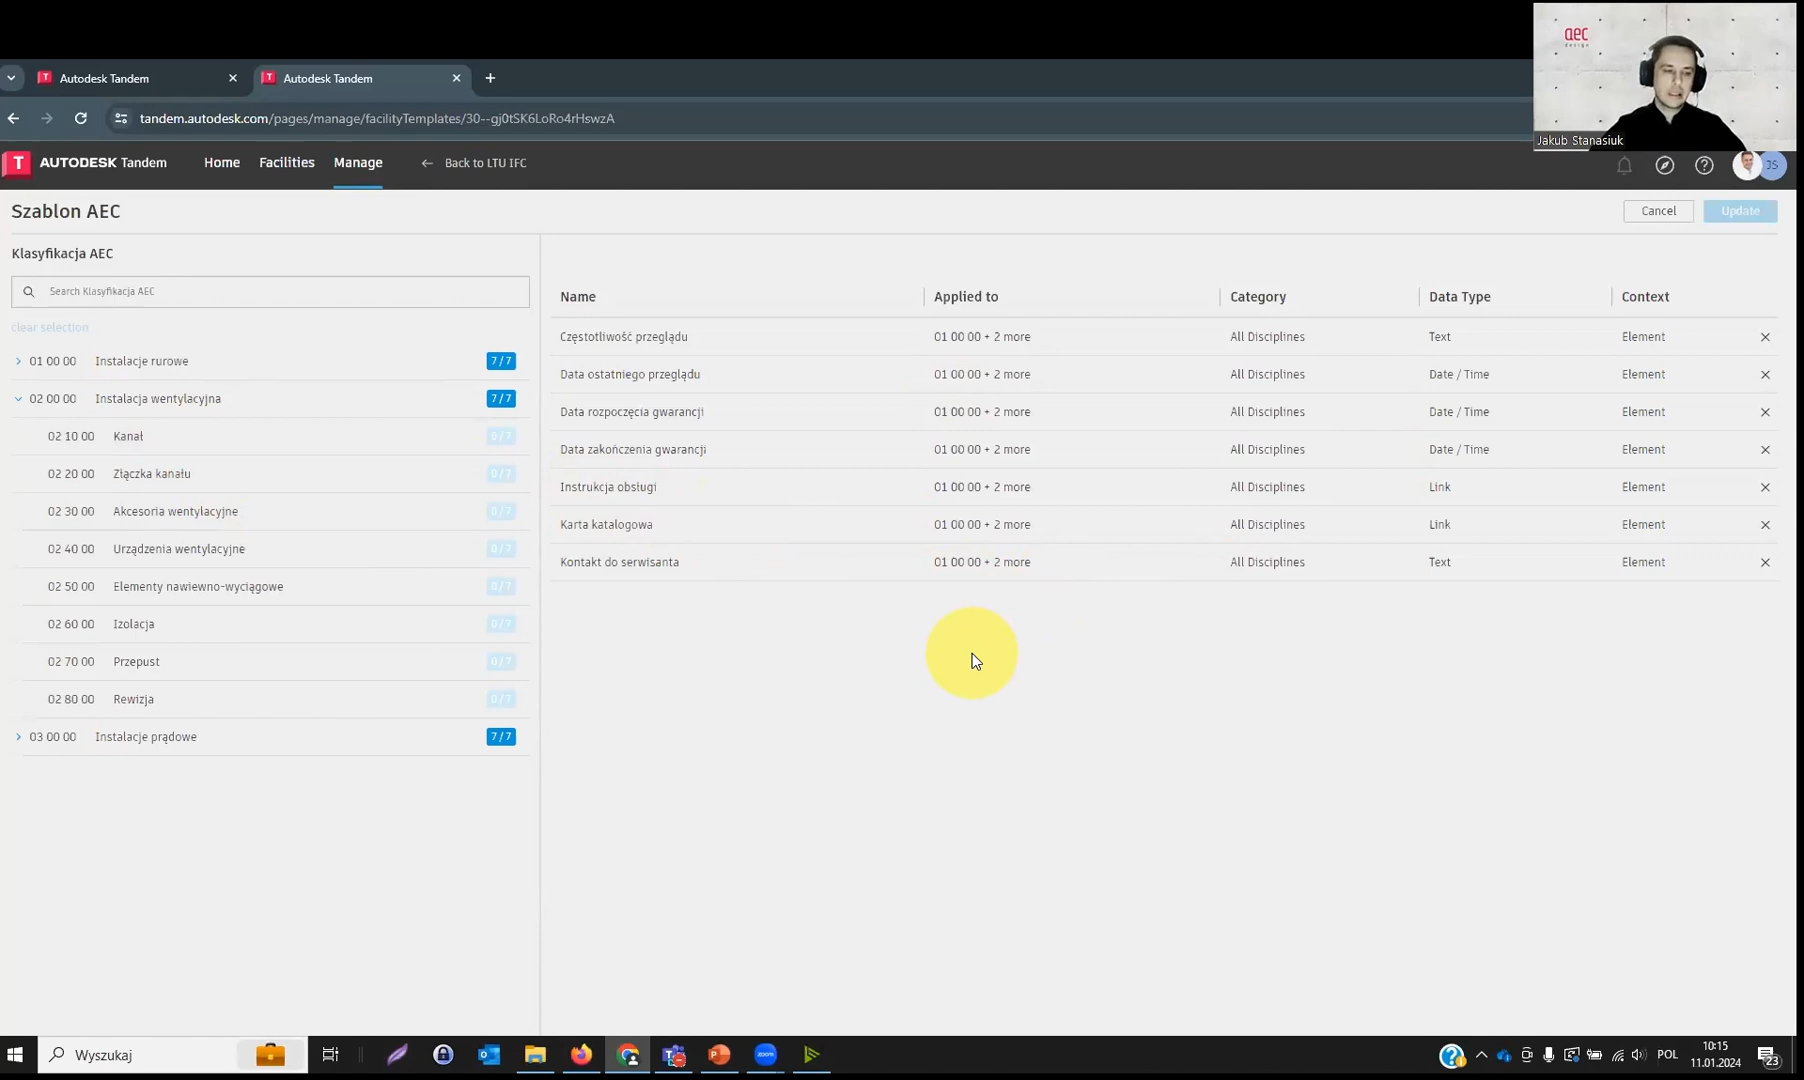 aec
design
Jakub Stanasiuk
Autodesk Tandem
Autodesk Tandem
tandem.autodesk.com/pages/manage/facilityTemplates/30--gj0tSK6LoRo4rHswzA
T AUTODESK Tandem Home Facilities Manage Back to LTU IFC JS
Szablon AEC Cancel Update
Klasyfikacja AEC
Search Klasyfikacja AEC
clear selection
01 00 00 Instalacje rurowe 7 / 7
02 00 00 Instalacja wentylacyjna 7 / 7
02 10 00 Kanał 0 / 7
02 20 00 Złączka kanału 0 / 7
02 30 00 Akcesoria wentylacyjne 0 / 7
02 40 00 Urządzenia wentylacyjne 0 / 7
02 50 00 Elementy nawiewno-wyciągowe 0 / 7
02 60 00 Izolacja 0 / 7
02 70 00 Przepust 0 / 7
02 80 00 Rewizja 0 / 7
03 00 00 Instalacje prądowe 7 / 7
Name Applied to Category Data Type Context
Częstotliwość przeglądu 01 00 00 + 2 more All Disciplines Text Element
Data ostatniego przeglądu 01 00 00 + 2 more All Disciplines Date / Time Element
Data rozpoczęcia gwarancji 01 00 00 + 2 more All Disciplines Date / Time Element
Data zakończenia gwarancji 01 00 00 + 2 more All Disciplines Date / Time Element
Instrukcja obsługi 01 00 00 + 2 more All Disciplines Link Element
Karta katalogowa 01 00 00 + 2 more All Disciplines Link Element
Kontakt do serwisanta 01 00 00 + 2 more All Disciplines Text Element
Wyszukaj
zoom
POL
10:15
11.01.2024
23